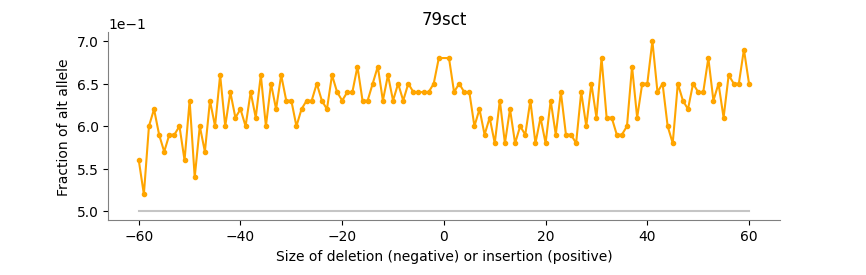 79sct
1e−1
7.0
6.5
6.0
5.5
5.0
Fraction of alt allele
−60 −40 −20 0 20 40 60
Size of deletion (negative) or insertion (positive)